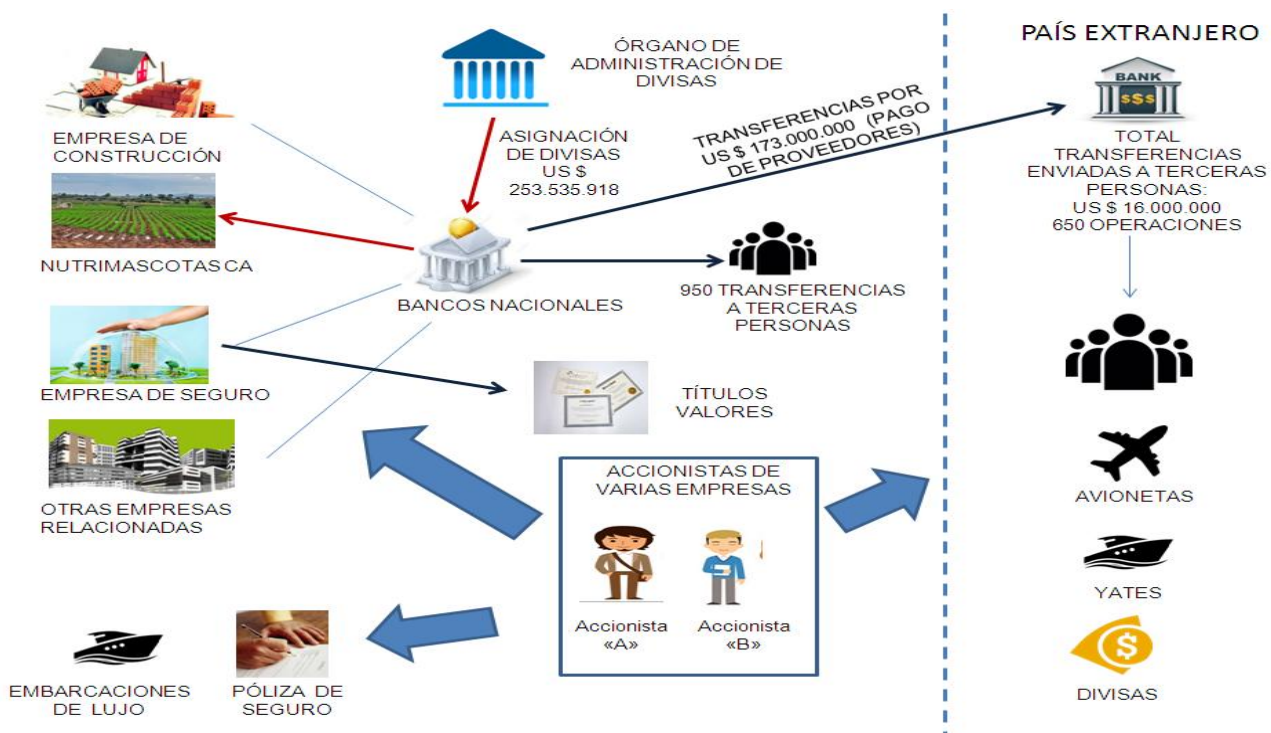 EMPRESA DE
CONSTRUCCIÓN
NUTRIMASCOTAS CA
EMPRESA DE SEGURO
OTRAS EMPRESAS
RELACIONADAS
ÓRGANO DE
ADMINISTRACIÓN DE
DIVISAS
ASIGNACIÓN
DE DIVISAS
US $
253.535.918
BANCOS NACIONALES
TRANSFERENCIAS POR
US $ 173.000.000 (PAGO
DE PROVEEDORES)
950 TRANSFERENCIAS
A TERCERAS
PERSONAS
TÍTULOS
VALORES
ACCIONISTAS DE
VARIAS EMPRESAS
Accionista
«A»
Accionista
«B»
EMBARCACIONES
DE LUJO
PÓLIZA DE
SEGURO
PAÍS EXTRANJERO
BANK
$$$
TOTAL
TRANSFERENCIAS
ENVIADAS A TERCERAS
PERSONAS:
US $ 16.000.000
650 OPERACIONES
AVIONETAS
YATES
$
DIVISAS